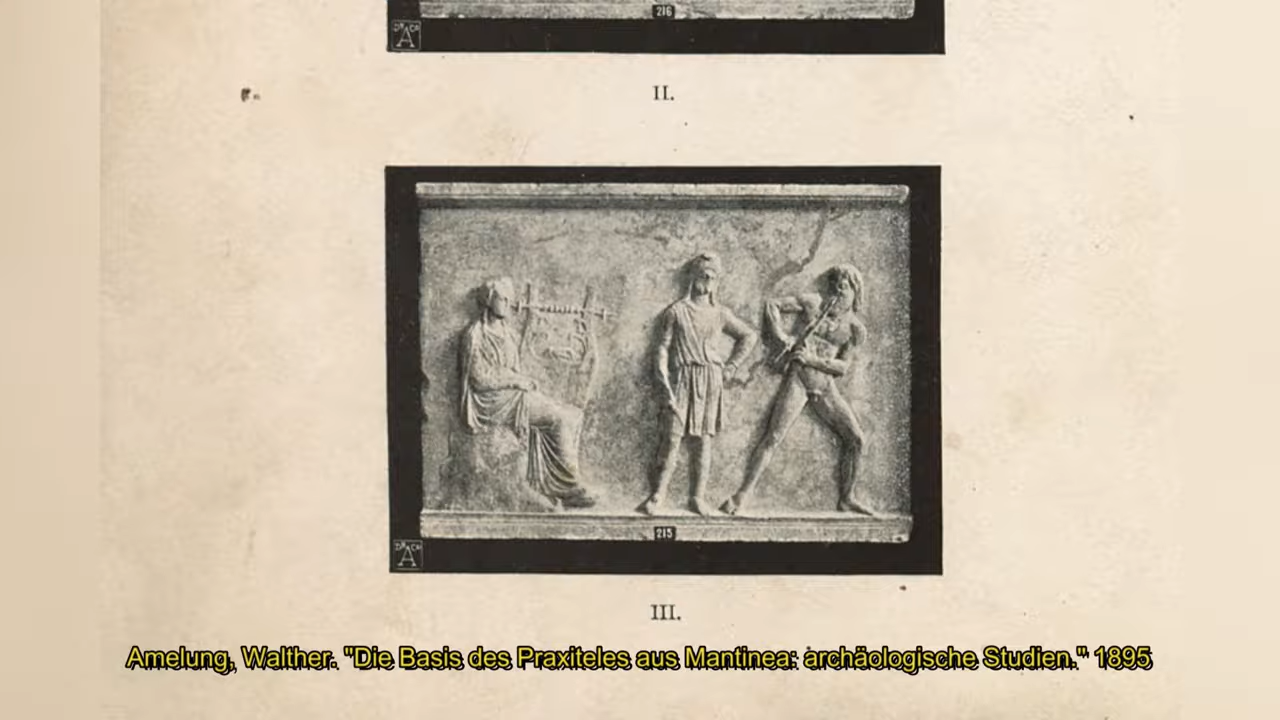 216
II.
215
III.
Amelung, Walther. "Die Basis des Praxiteles aus Mantinea: archäologische Studien." 1895